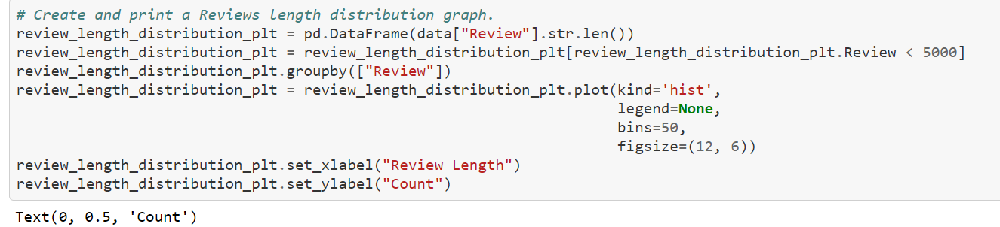 # Create and print a Reviews length distribution graph.
review_length_distribution_plt = pd.DataFrame(data["Review"].str.len())
review_length_distribution_plt = review_length_distribution_plt[review_length_distribution_plt.Review < 5000]
review_length_distribution_plt.groupby(["Review"])
review_length_distribution_plt = review_length_distribution_plt.plot(kind='hist',
legend=None,
bins=50,
figsize=(12, 6))
review_length_distribution_plt.set_xlabel("Review Length")
review_length_distribution_plt.set_ylabel("Count")
Text(0, 0.5, 'Count')